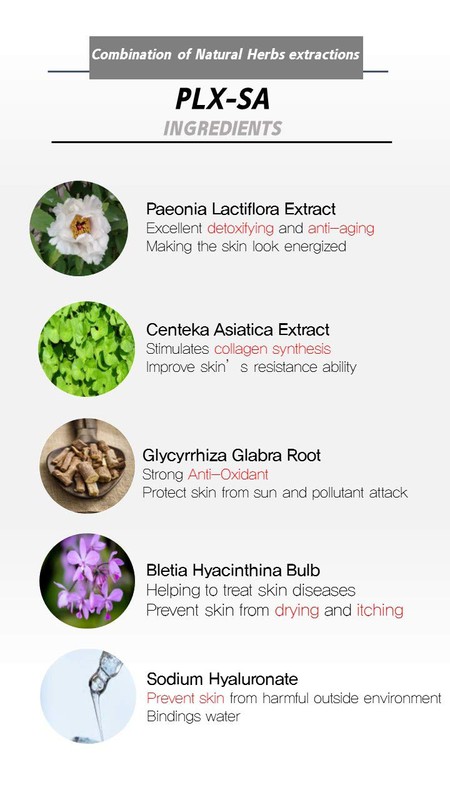 Combination of Natural Herbs extractions
PLX-SA
INGREDIENTS
Paeonia Lactiflora Extract
Excellent detoxifying and anti-aging
Making the skin look energized
Centeka Asiatica Extract
Stimulates collagen synthesis
Improve skin's resistance ability
Glycyrrhiza Glabra Root
Strong Anti-Oxidant
Protect skin from sun and pollutant attack
Bletia Hyacinthina Bulb
Helping to treat skin diseases
Prevent skin from drying and itching
Sodium Hyaluronate
Prevent skin from harmful outside environment
Bindings water